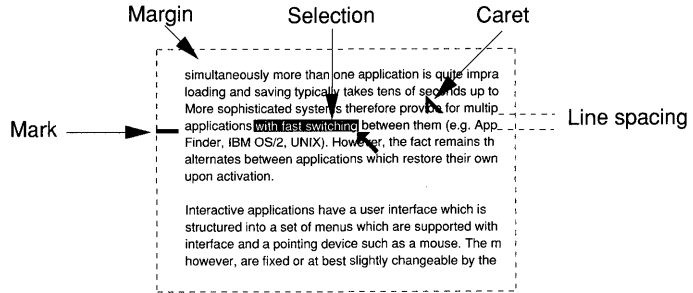 Margin Selection Caret
simultaneously more than one application is quite impra
loading and saving typically takes tens of seconds up to
More sophisticated systems therefore provide for multip
Line spacing
applications with fast switching between them (e.g. App
Mark
Finder, IBM OS/2, UNIX). However, the fact remains th
alternates between applications which restore their own
upon activation.
Interactive applications have a user interface which is
structured into a set of menus which are supported with
interface and a pointing device such as a mouse. The m
however, are fixed or at best slightly changeable by the